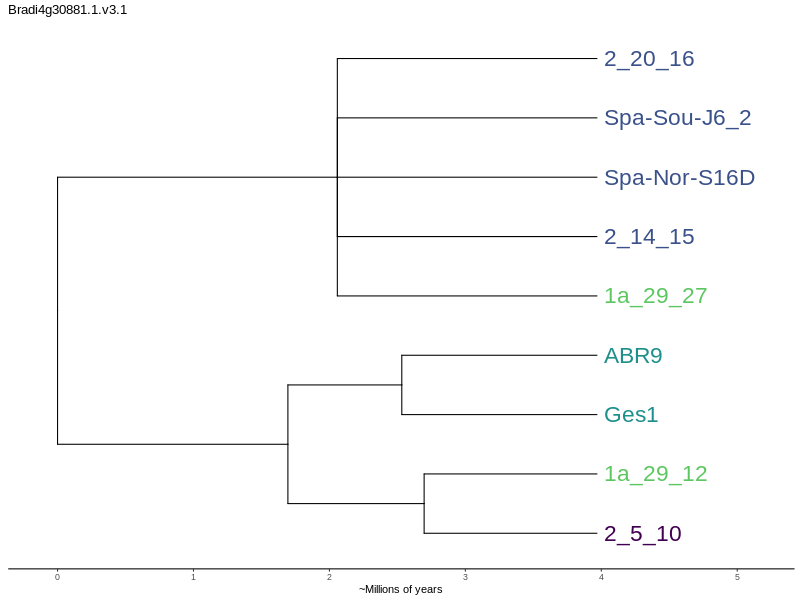 Bradi4g30881.1.v3.1
2_20_16
Spa-Sou-J6_2
Spa-Nor-S16D
2_14_15
1a_29_27
ABR9
Ges1
1a_29_12
2_5_10
0 1 2 3 4 5
~Millions of years